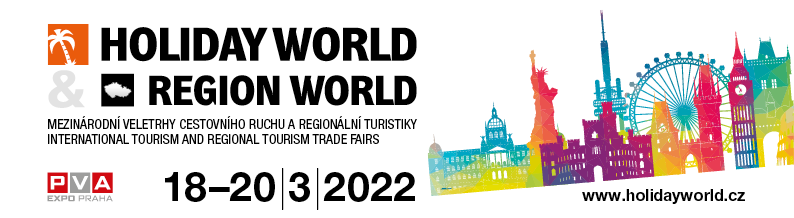 HOLIDAY WORLD
& REGION WORLD
MEZINÁRODNÍ VELETRHY CESTOVNÍHO RUCHU A REGIONÁLNÍ TURISTIKY
INTERNATIONAL TOURISM AND REGIONAL TOURISM TRADE FAIRS
PVA
EXPO PRAHA
18–20|3|2022
www.holidayworld.cz